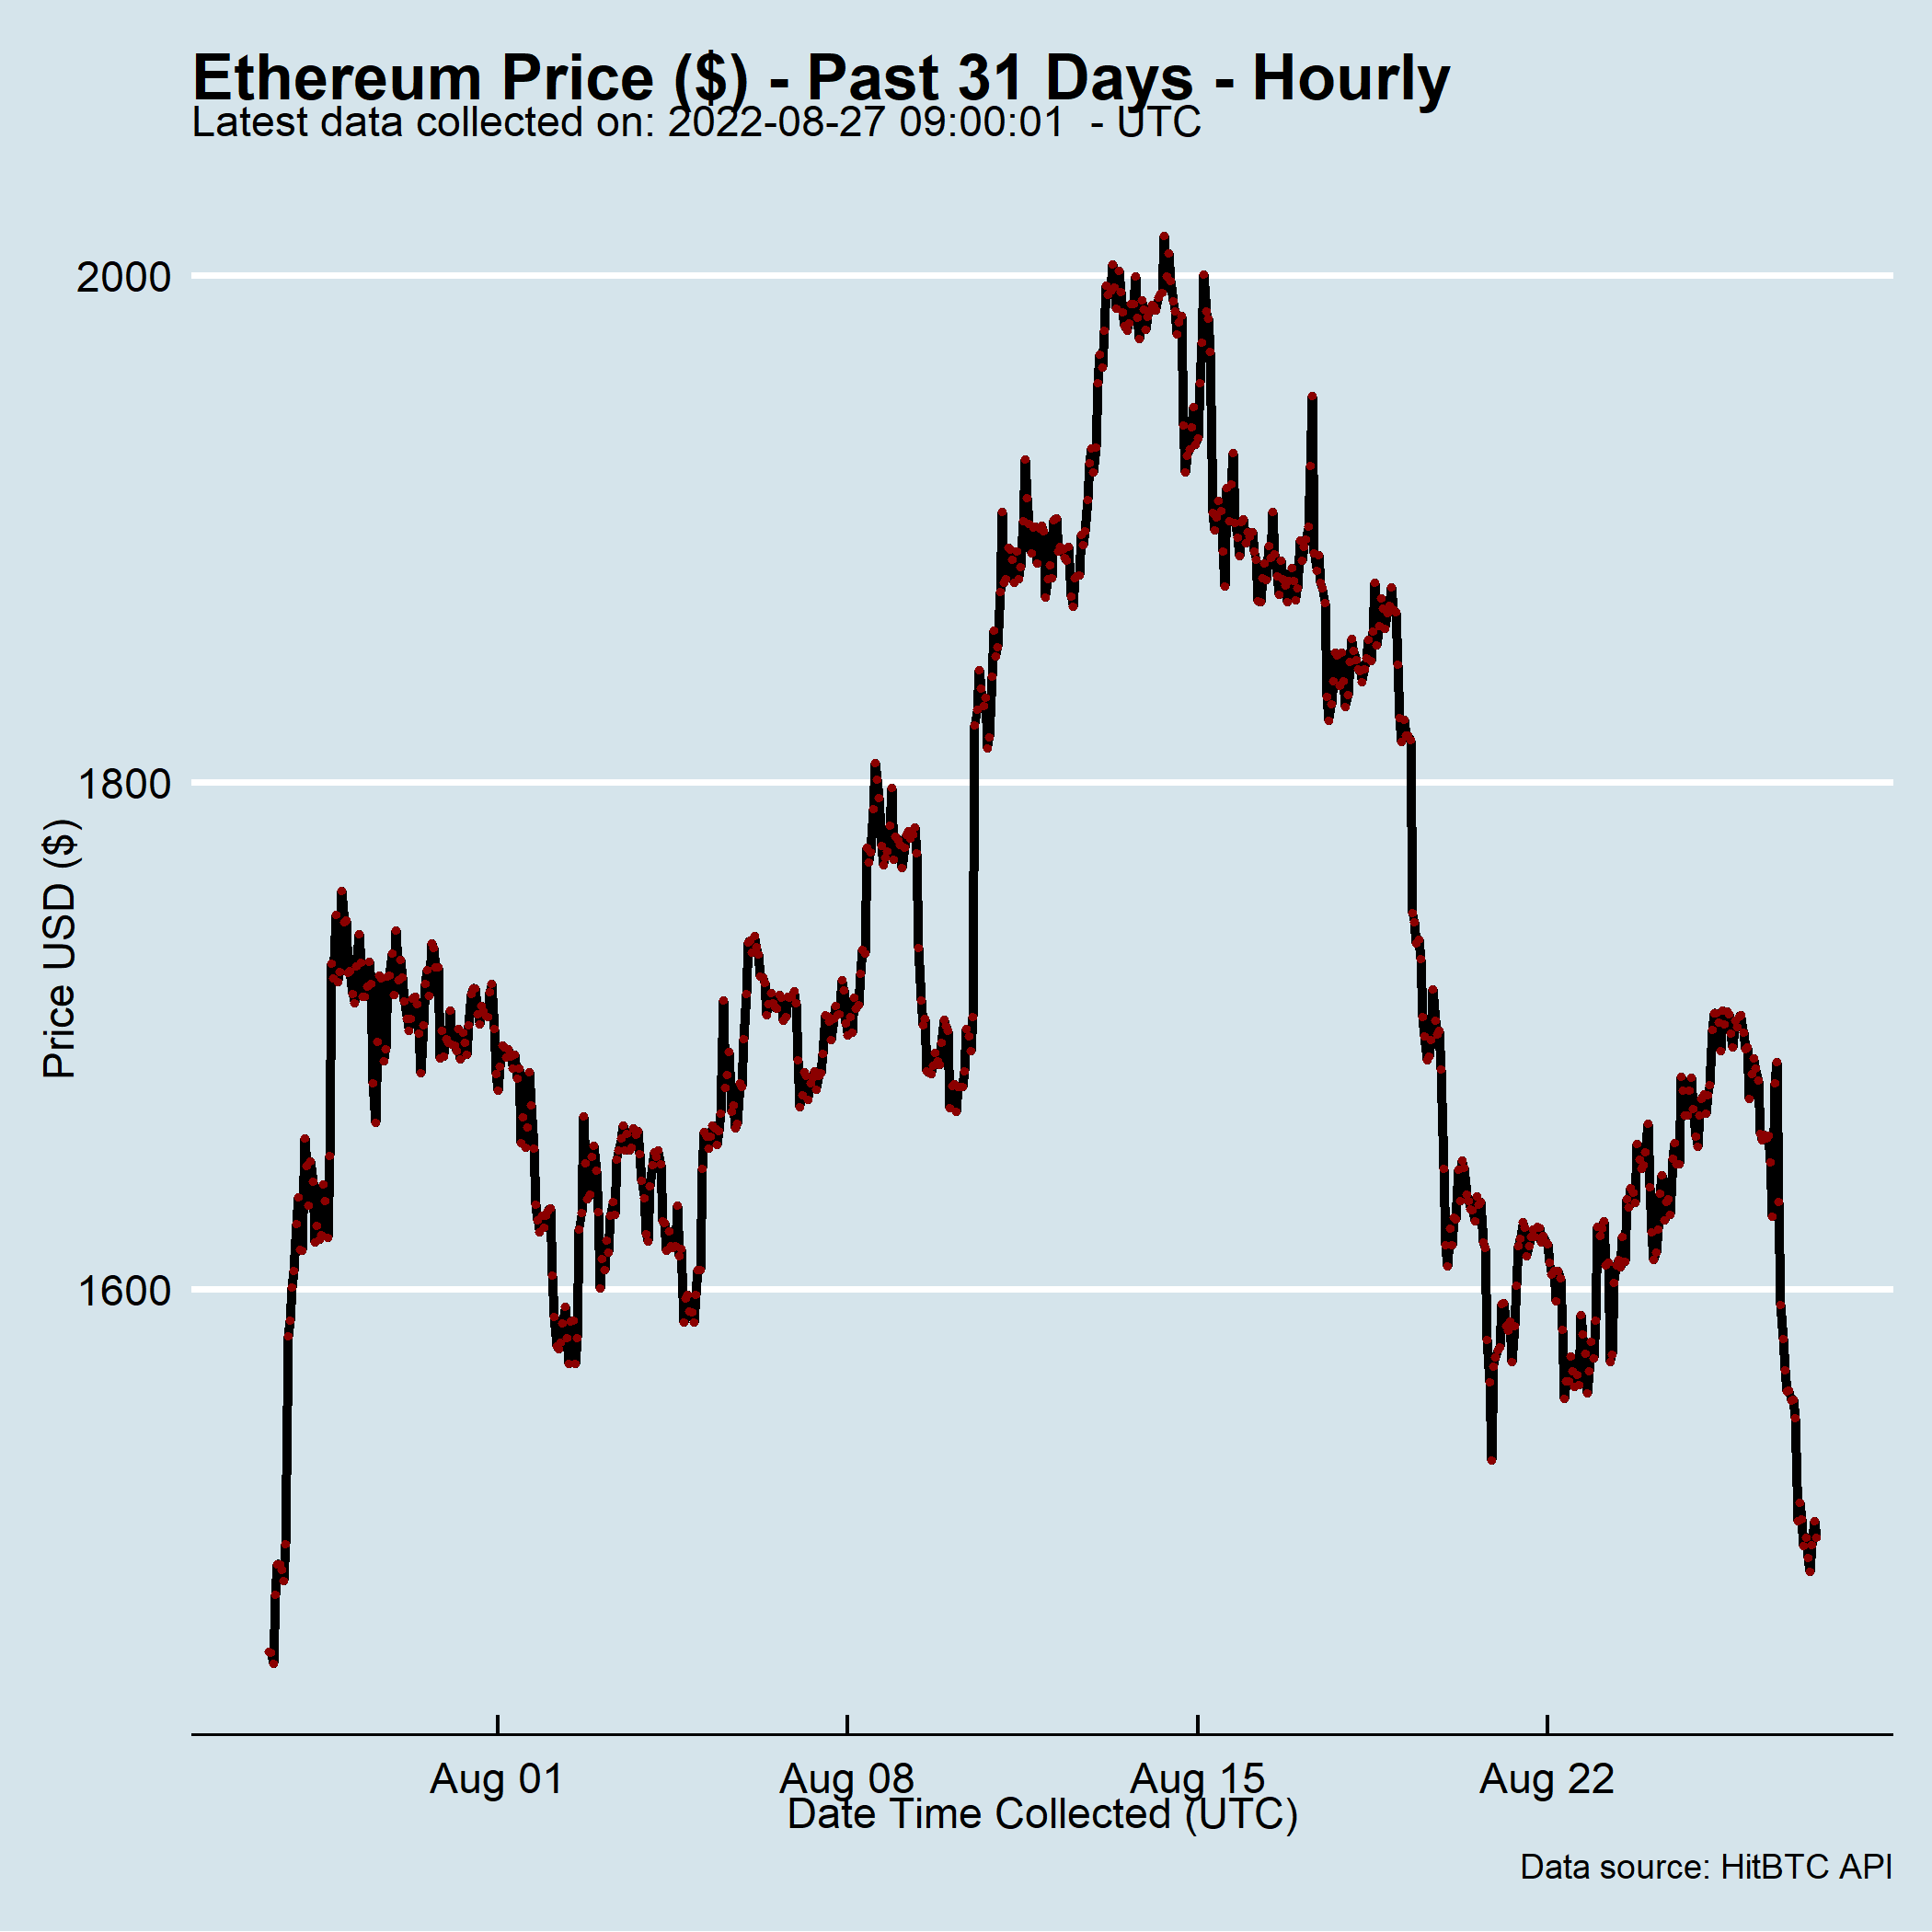 Ethereum Price ($) - Past 31 Days - Hourly
Latest data collected on: 2022-08-27 09:00:01  - UTC
2000
1800
1600
Price USD ($)
Aug 01
Aug 08
Aug 15
Aug 22
Date Time Collected (UTC)
Data source: HitBTC API